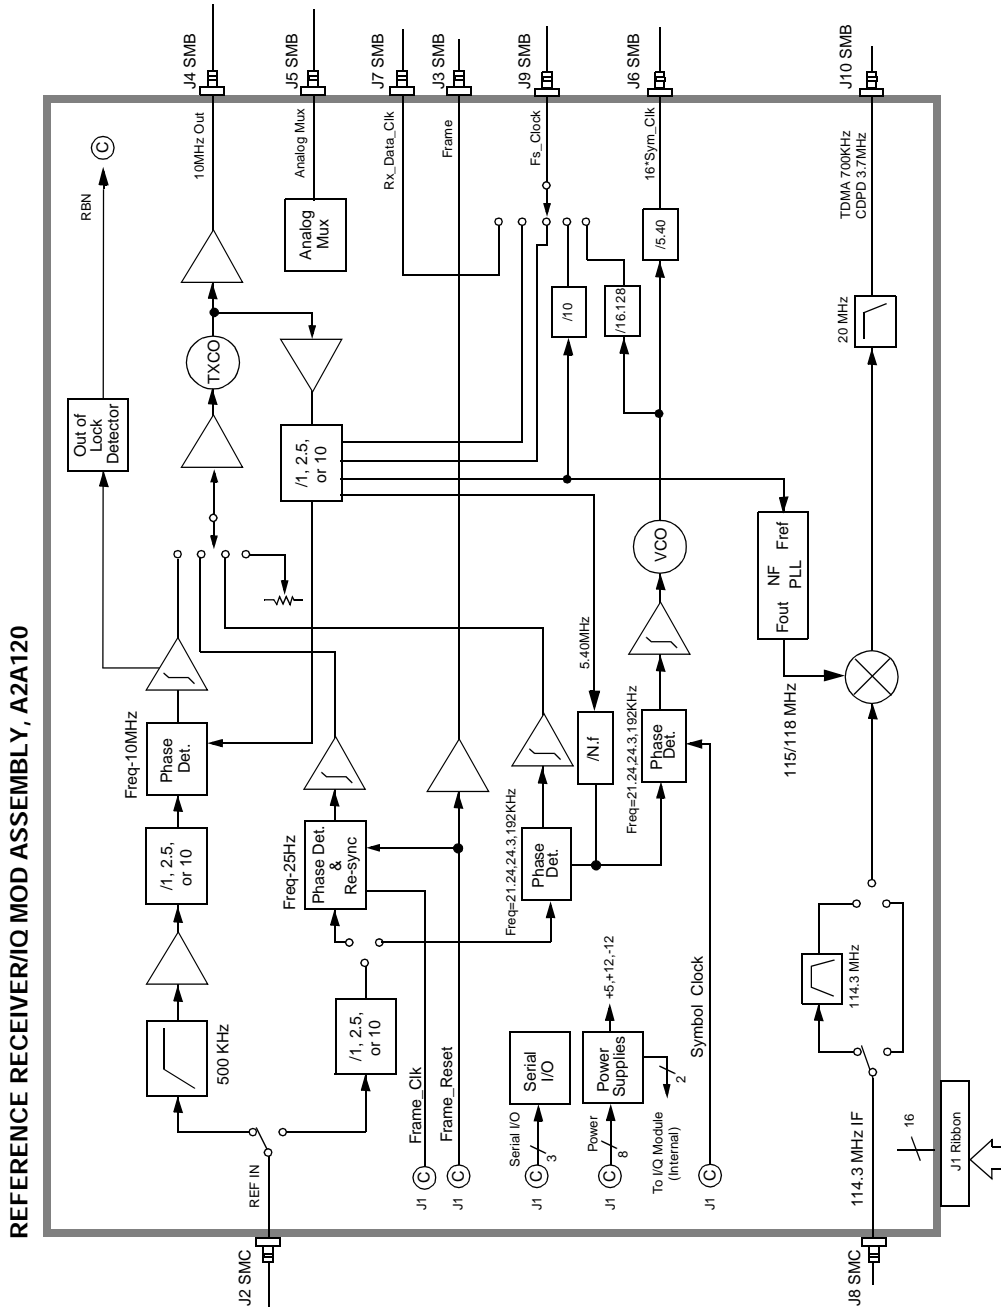 REFERENCE RECEIVER/IQ MOD ASSEMBLY, A2A120
J2 SMC
REF IN
500 KHz
/1, 2.5,
or 10
Freq-10MHz
Phase
Det.
Out of
Lock
Detector
RBN
C
TXCO
10MHz Out
J4 SMB
Analog
Mux
Analog Mux
J5 SMB
/1, 2.5,
or 10
/1, 2.5,
or 10
Freq-25Hz
Phase Det.
&
Re-sync
Rx_Data_Clk
J7 SMB
J1
C
Frame_Clk
J1
C
Frame_Reset
Frame
J3 SMB
Freq=21.24,24.3,192KHz
Phase
Det.
/N.f
5.40MHz
/10
/16.128
Fs_Clock
J9 SMB
J1
C
Serial I/O
3
Serial
I/O
J1
C
Power
8
Power
Supplies
+5,+12,-12
2
To I/Q Module
(Internal)
Freq=21.24,24.3,192KHz
Phase
Det.
VCO
/5.40
16*Sym_Clk
J6 SMB
J1
C
Symbol Clock
Fout
NF
PLL
Fref
115/118 MHz
J8 SMC
114.3 MHz IF
114.3 MHz
20 MHz
TDMA 700KHz
CDPD 3.7MHz
J10 SMB
16
J1 Ribbon